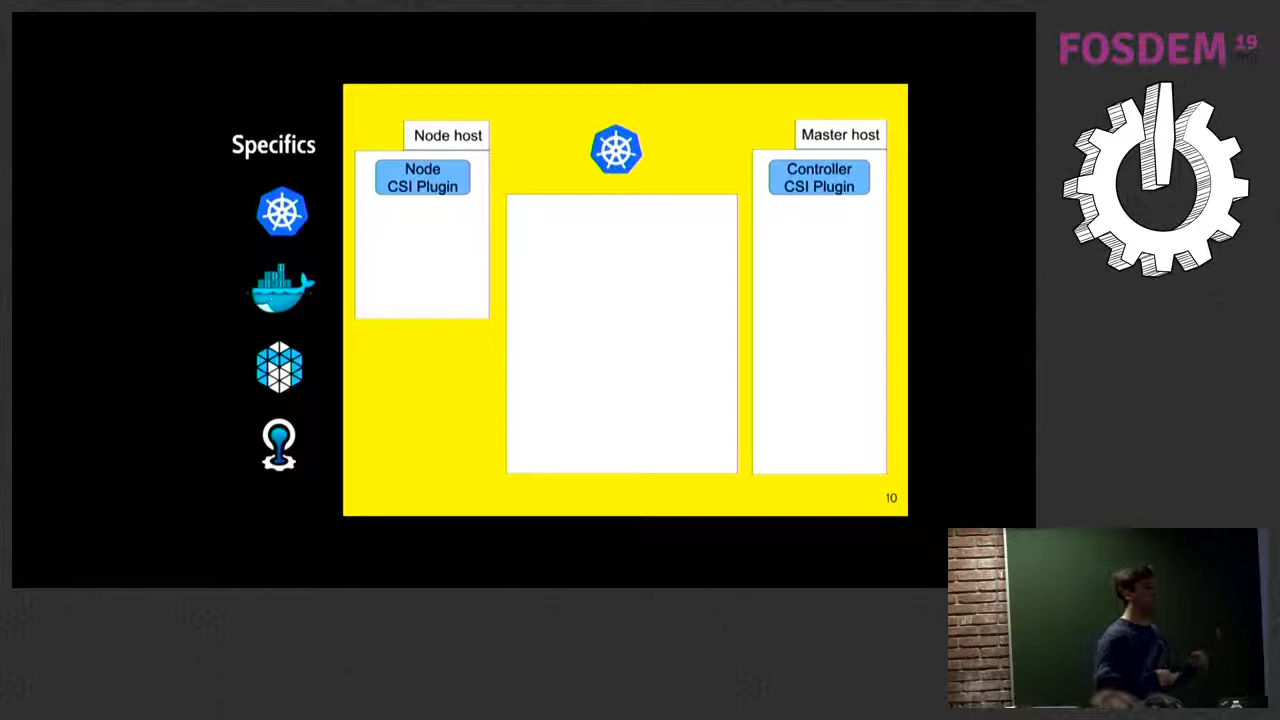 FOSDEM 19
Specifics
Node host
Master host
Node
CSI Plugin
Controller
CSI Plugin
10